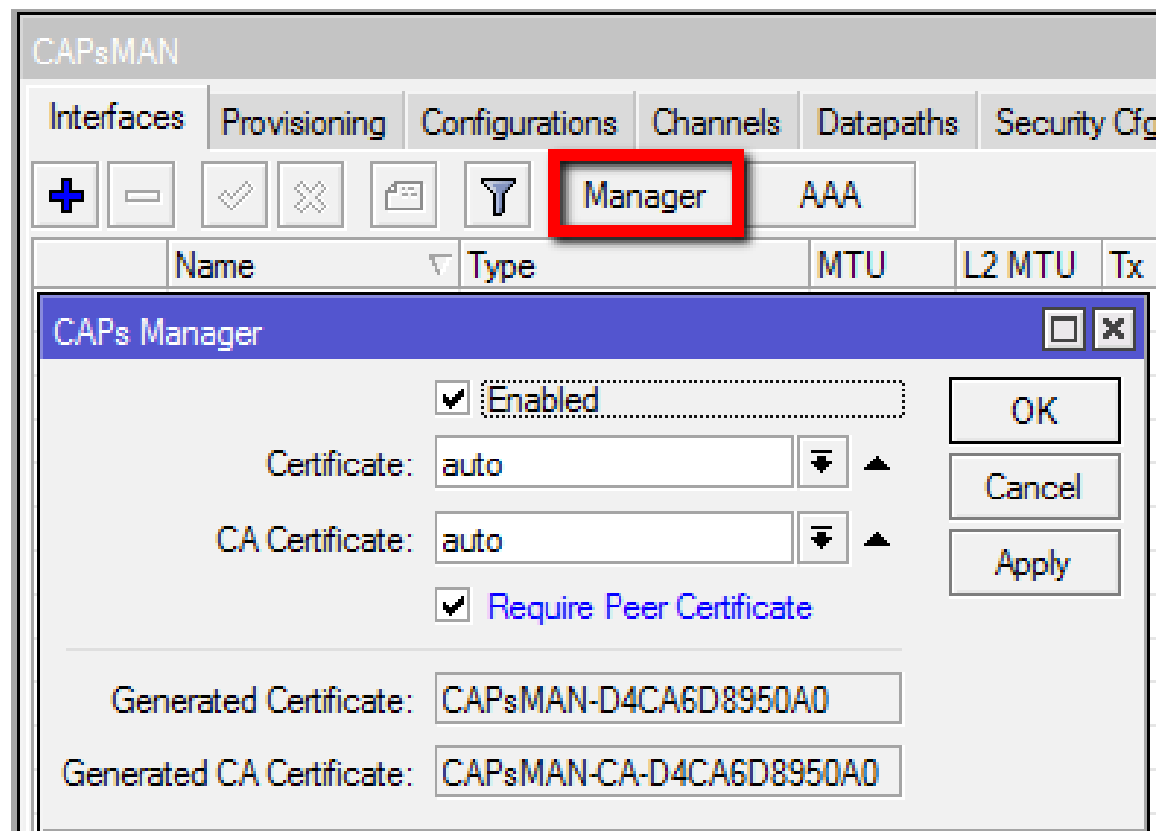 CAPsMAN
Interfaces Provisioning Configurations Channels Datapaths Security Cfg
Manager AAA
Name Type MTU L2 MTU Tx
CAPs Manager
Enabled OK
Certificate: auto
Cancel
CA Certificate: auto
Apply
Require Peer Certificate
Generated Certificate: CAPsMAN-D4CA6D8950A0
Generated CA Certificate: CAPsMAN-CA-D4CA6D8950A0